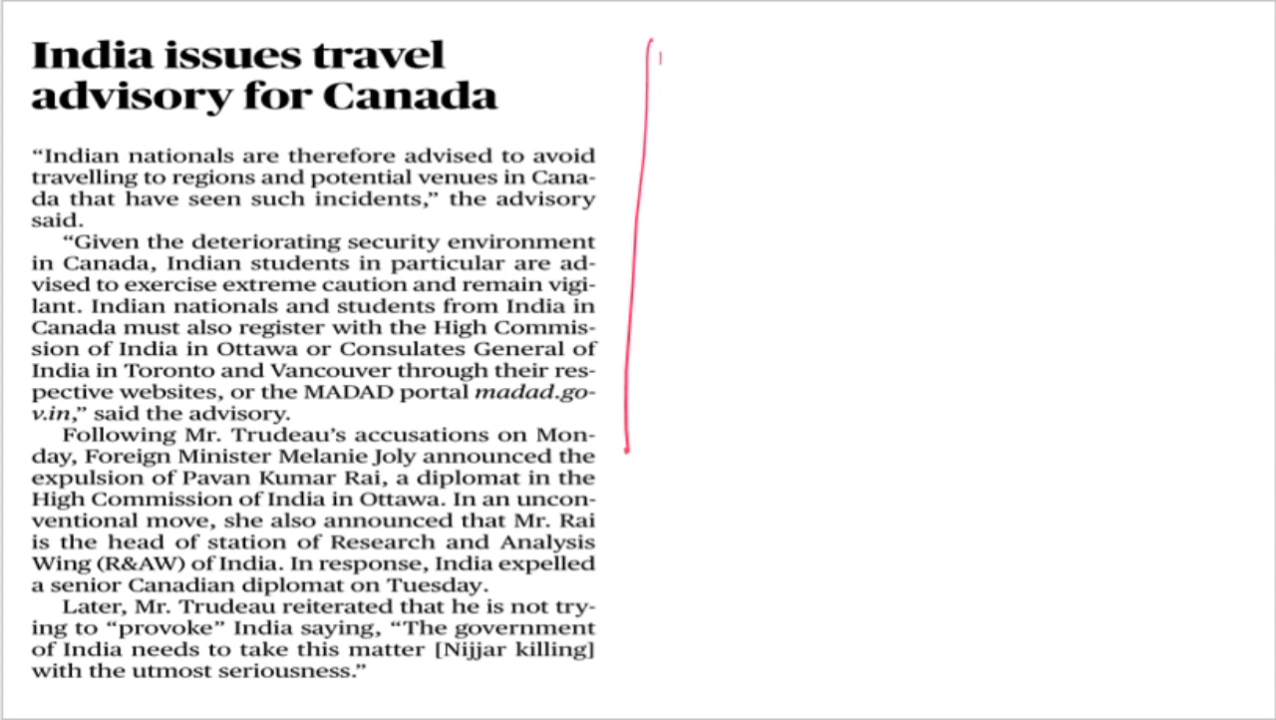 India issues travel
advisory for Canada
“Indian nationals are therefore advised to avoid
travelling to regions and potential venues in Cana-
da that have seen such incidents,” the advisory
said.
“Given the deteriorating security environment
in Canada, Indian students in particular are ad-
vised to exercise extreme caution and remain vigi-
lant. Indian nationals and students from India in
Canada must also register with the High Commis-
sion of India in Ottawa or Consulates General of
India in Toronto and Vancouver through their res-
pective websites, or the MADAD portal madad.go-
v.in,” said the advisory.
Following Mr. Trudeau’s accusations on Mon-
day, Foreign Minister Melanie Joly announced the
expulsion of Pavan Kumar Rai, a diplomat in the
High Commission of India in Ottawa. In an uncon-
ventional move, she also announced that Mr. Rai
is the head of station of Research and Analysis
Wing (R&AW) of India. In response, India expelled
a senior Canadian diplomat on Tuesday.
Later, Mr. Trudeau reiterated that he is not try-
ing to “provoke” India saying, “The government
of India needs to take this matter [Nijjar killing]
with the utmost seriousness.”